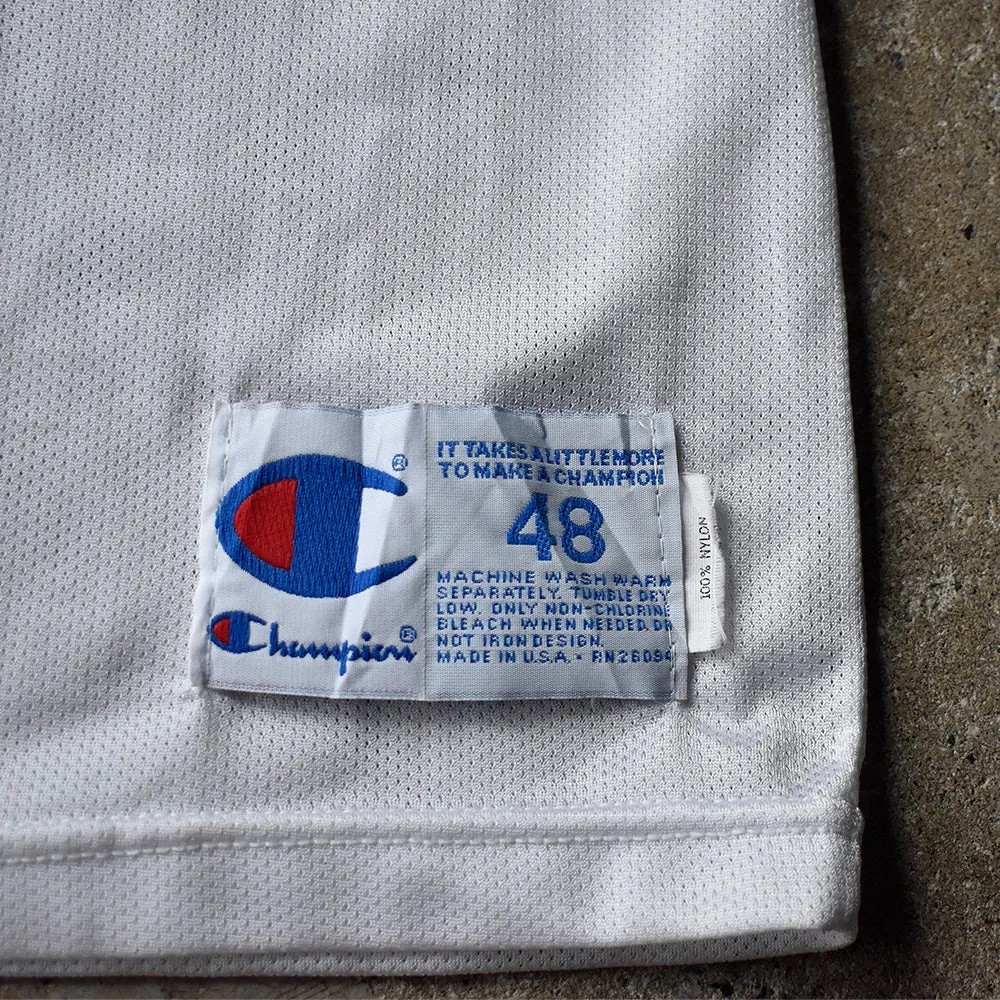 ®
Champion®
IT TAKES A LITTLE MORE
TO MAKE A CHAMPION
48
MACHINE WASH WARM
SEPARATELY. TUMBLE DRY
LOW. ONLY NON-CHLORINE
BLEACH WHEN NEEDED. DO
NOT IRON DESIGN.
MADE IN U.S.A. • RN26094
100% NYLON